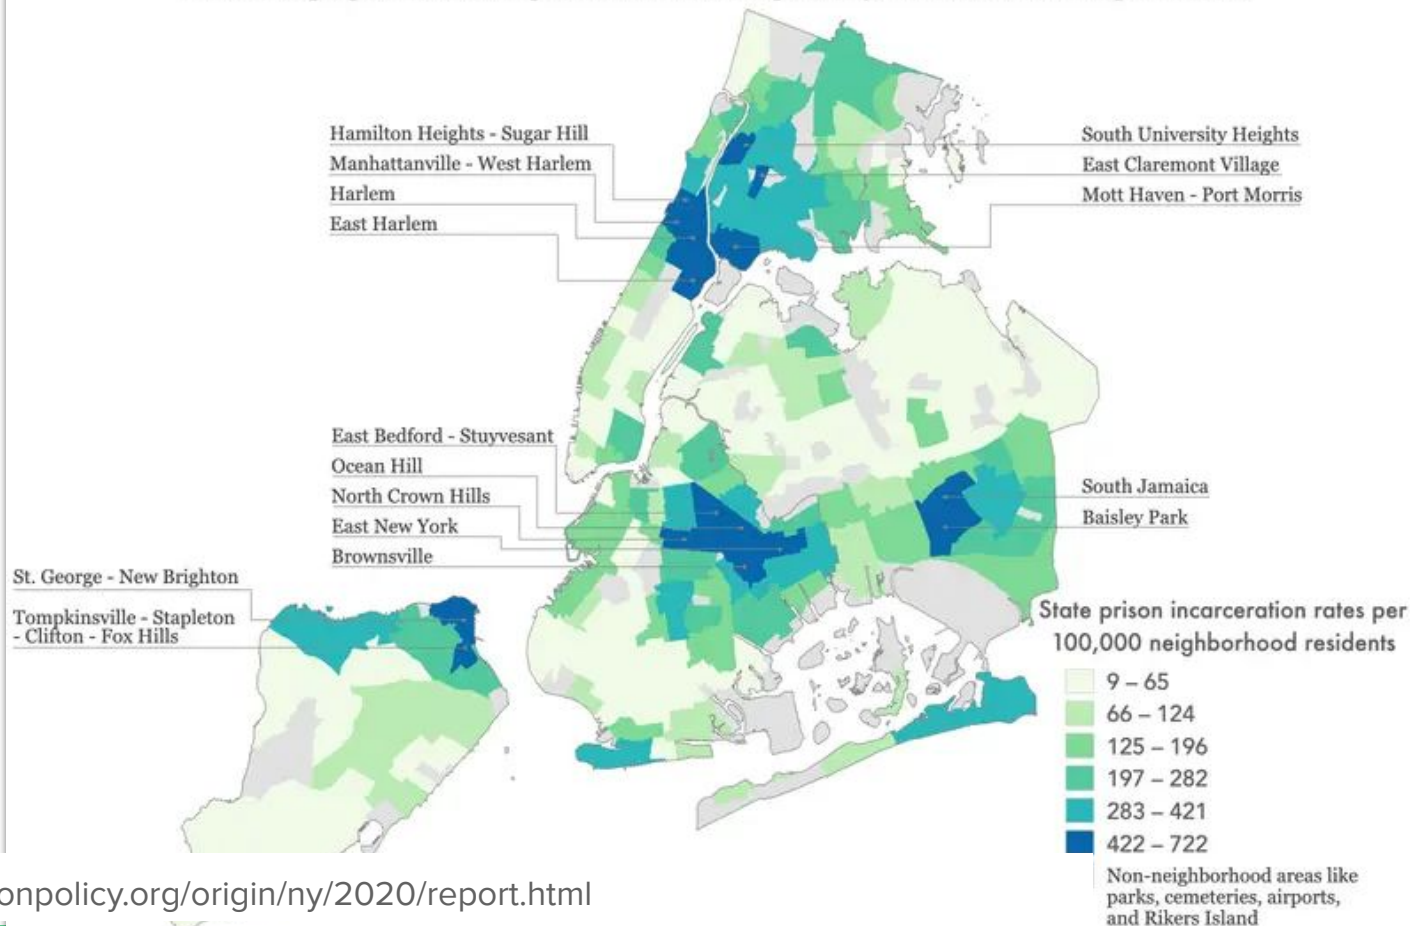 Hamilton Heights - Sugar Hill
Manhattanville - West Harlem
Harlem
East Harlem
South University Heights
East Claremont Village
Mott Haven - Port Morris
East Bedford - Stuyvesant
Ocean Hill
North Crown Hills
East New York
Brownsville
South Jamaica
Baisley Park
St. George - New Brighton
Tompkinsville - Stapleton
- Clifton - Fox Hills
State prison incarceration rates per
100,000 neighborhood residents
9 – 65
66 – 124
125 – 196
197 – 282
283 – 421
422 – 722
Non-neighborhood areas like
parks, cemeteries, airports,
and Rikers Island
onpolicy.org/origin/ny/2020/report.html